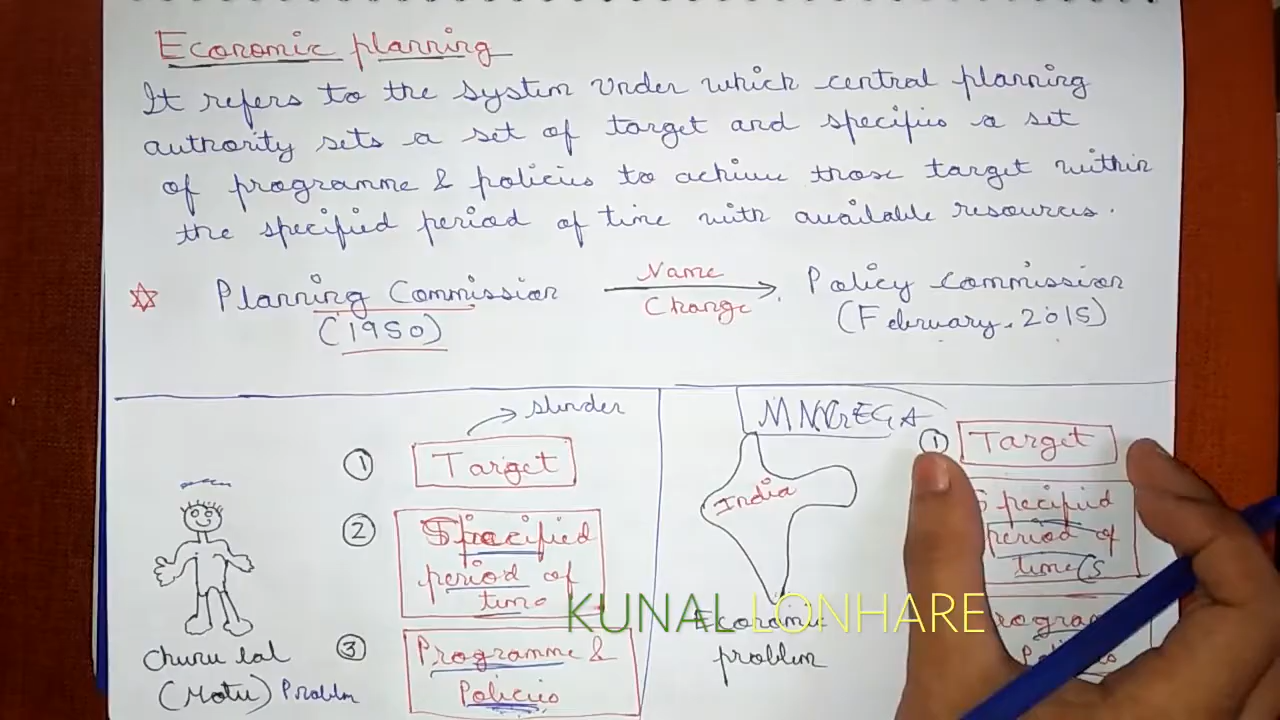 Economic planning
It refers to the system under which central planning
authority sets a set of target and specifies a set
of programme & policies to achieve those target within
the specified period of time with available resources.
Planning Commission
(1950)
Name
Change
Policy Commission
(February, 2015)
slinder
① Target
② Specified
period of
time
③ Programme &
Policies
Churu lal
(Motu) Problem
MNREGA
India
Economic
problem
① Target
Specified
period of
time (5
KUNAL LONHARE